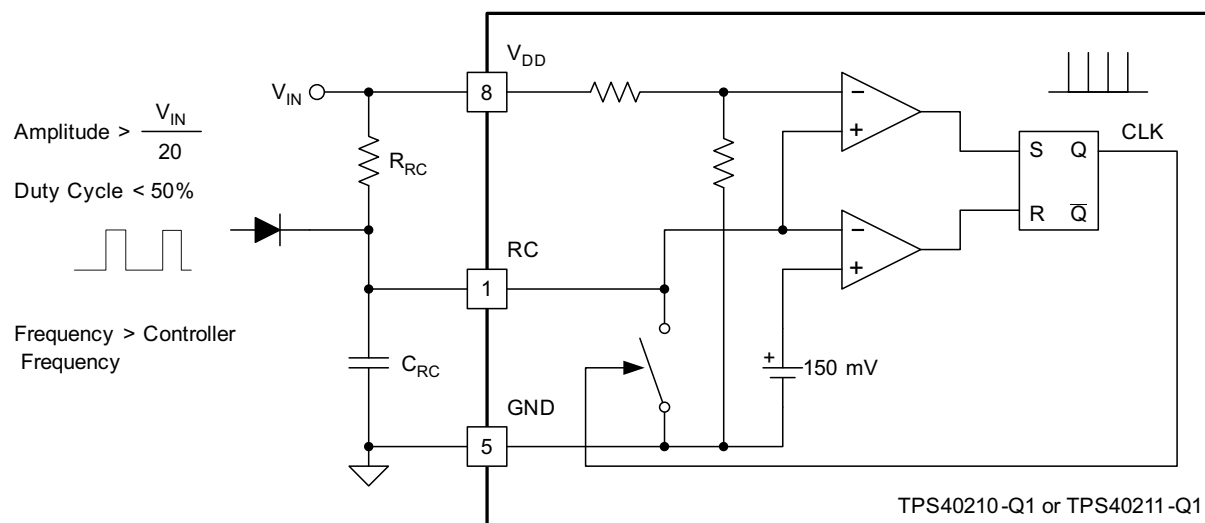 V_DD
V_IN
8
Amplitude > V_IN / 20
R_RC
Duty Cycle < 50%
−
+
CLK
S Q
R Q̅
RC
−
+
1
Frequency > Controller
Frequency
C_RC
+
150 mV
GND
5
TPS40210-Q1 or TPS40211-Q1